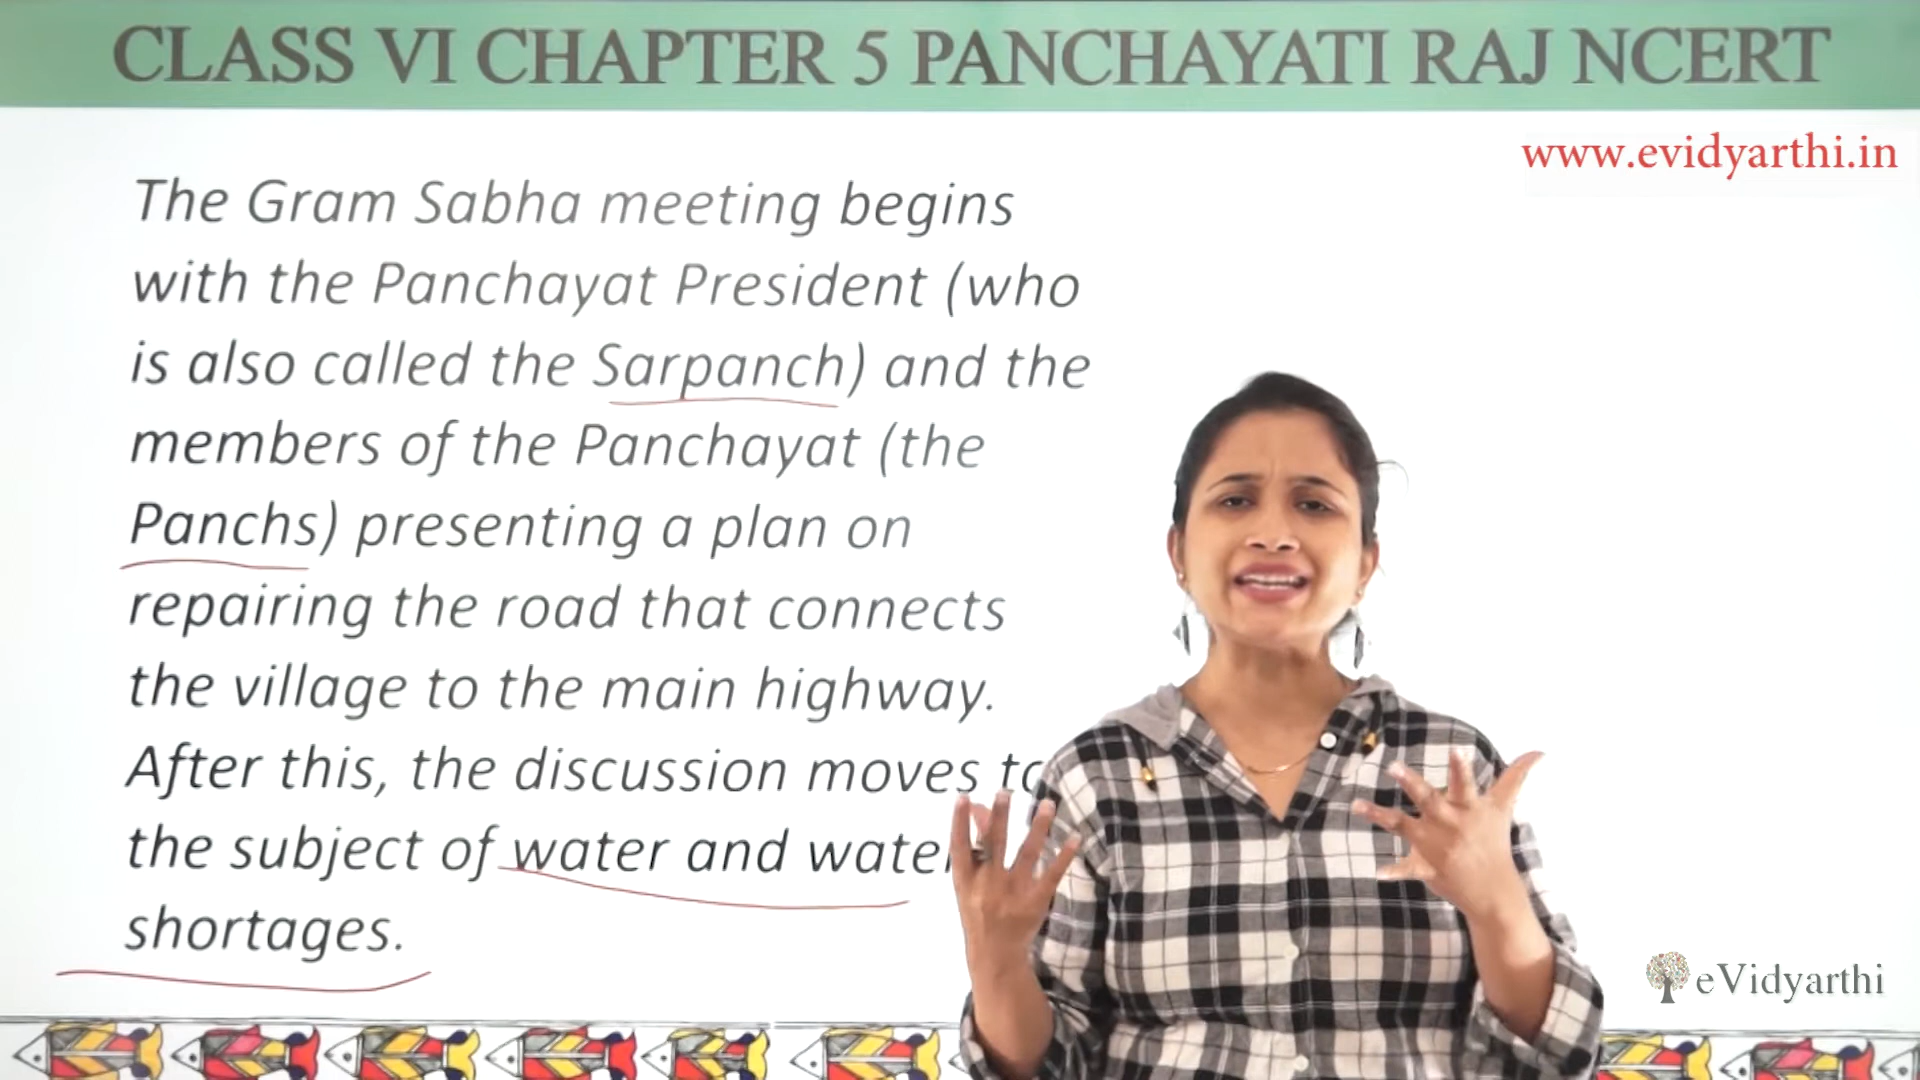 CLASS VI CHAPTER 5 PANCHAYATI RAJ NCERT
www.evidyarthi.in
The Gram Sabha meeting begins
with the Panchayat President (who
is also called the Sarpanch) and the
members of the Panchayat (the
Panchs) presenting a plan on
repairing the road that connects
the village to the main highway.
After this, the discussion moves to
the subject of water and water
shortages.
eVidyarthi